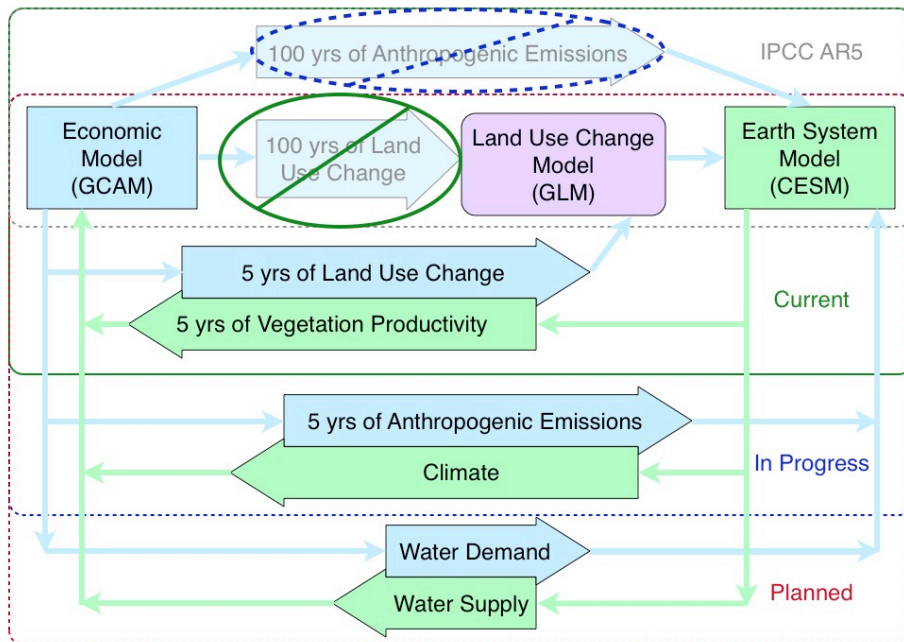 100 yrs of Anthropogenic Emissions
IPCC AR5
Economic
Model
(GCAM)
100 yrs of Land
Use Change
Land Use Change
Model
(GLM)
Earth System
Model
(CESM)
5 yrs of Land Use Change
5 yrs of Vegetation Productivity
Current
5 yrs of Anthropogenic Emissions
Climate
In Progress
Water Demand
Water Supply
Planned